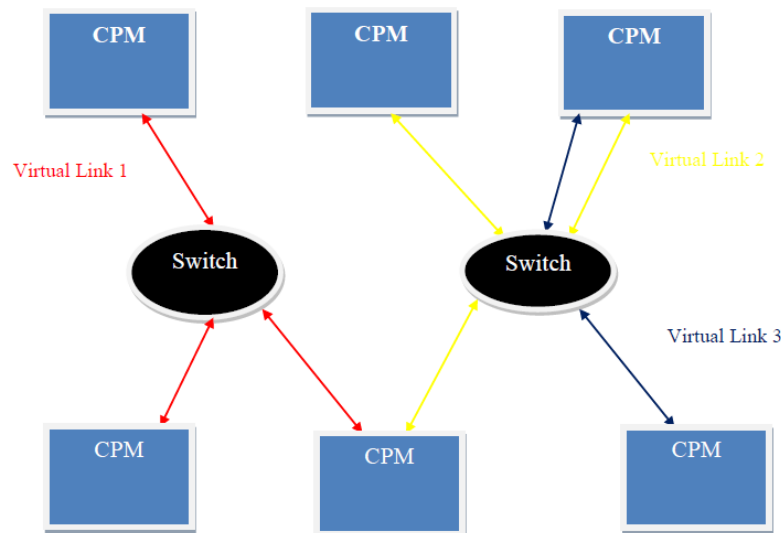 CPM
CPM
CPM
Virtual Link 1
Virtual Link 2
Switch
Switch
Virtual Link 3
CPM
CPM
CPM